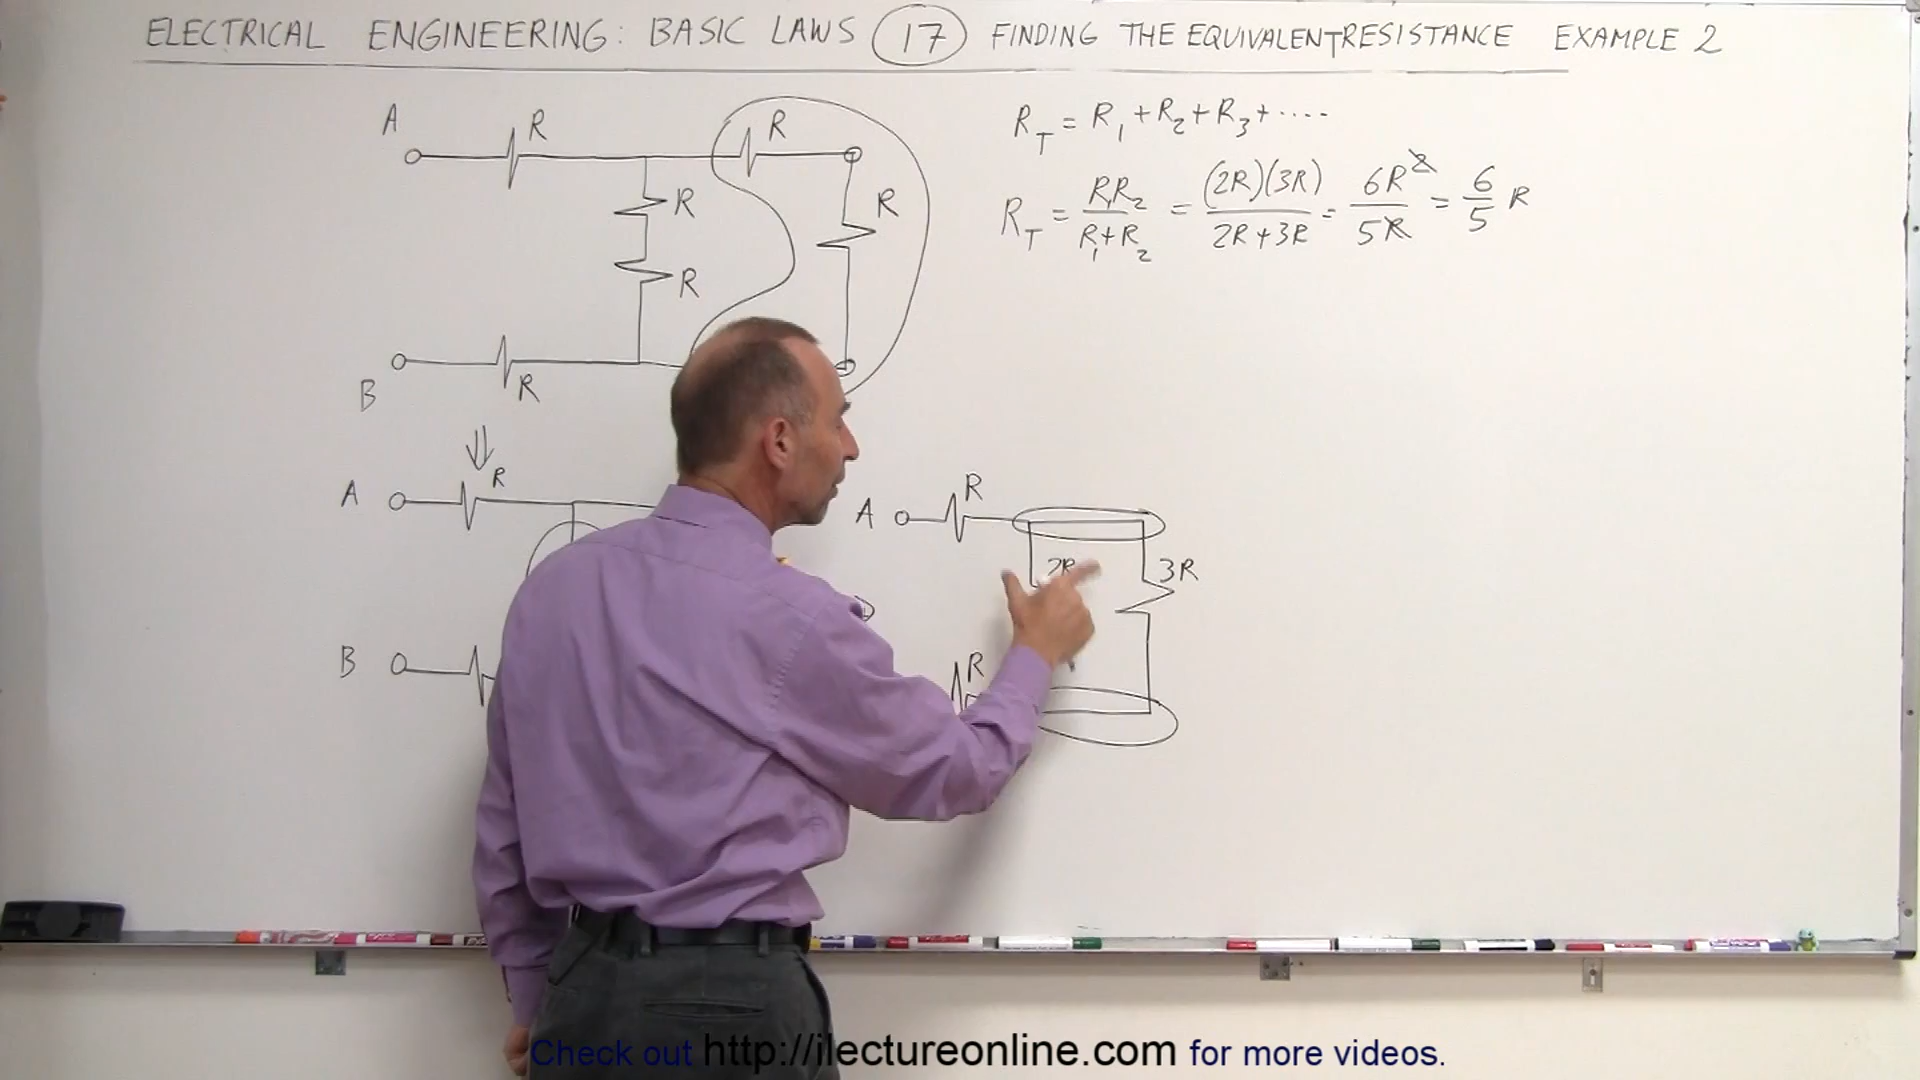 ELECTRICAL ENGINEERING: BASIC LAWS 17 FINDING THE EQUIVALENT RESISTANCE EXAMPLE 2
A R R
R R
R
B R
R_T = R_1 + R_2 + R_3 + ....
R_T = R_1R_2 / R_1 + R_2 = (2R)(3R) / 2R + 3R = 6R^2 / 5R = 6/5 R
A R
B
A R
2R 3R
R
Check out http://ilectureonline.com for more videos.